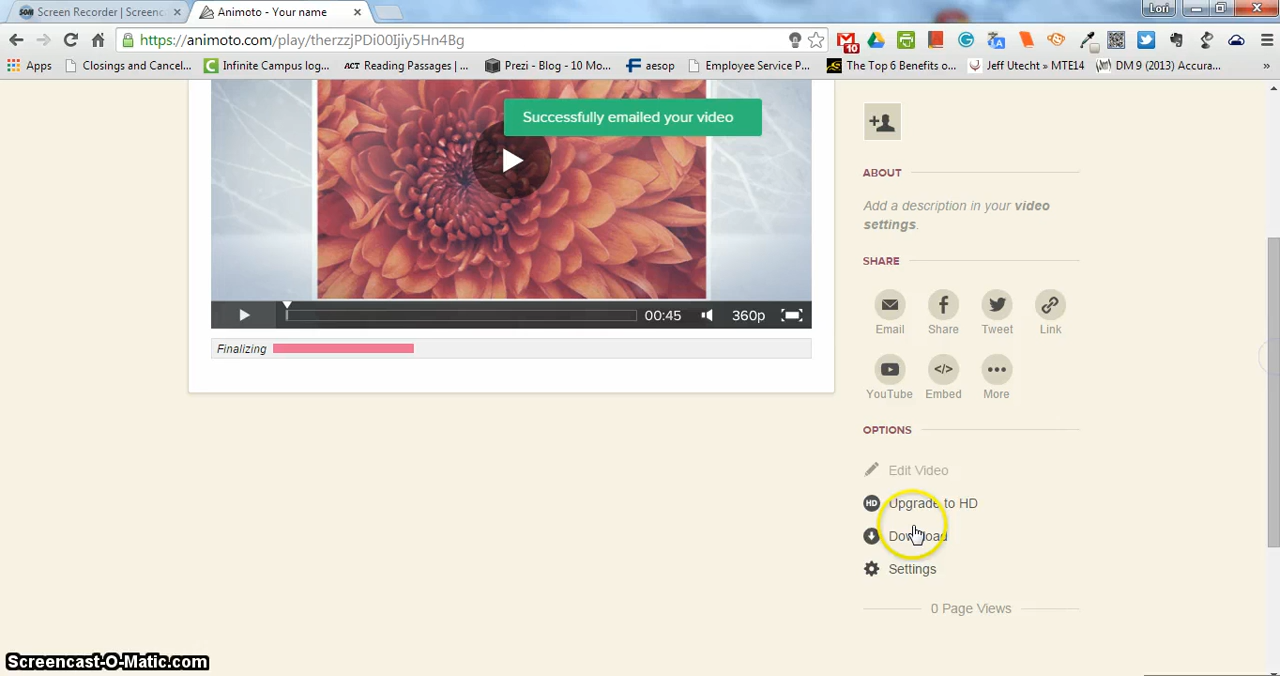 Screen Recorder | Screenc
Animoto - Your name
Lori
https://animoto.com/play/therzzjPDi00Ijiy5Hn4Bg
10
Apps
Closings and cancel...
Infinite Campus log...
ACT Reading Passages | ...
Prezi - Blog - 10 Mo...
aesop
Employee Service P...
The Top 6 Benefits o...
Jeff Utecht » MTE14
DM 9 (2013) Accura...
»
Successfully emailed your video
00:45
360p
Finalizing
ABOUT
Add a description in your video
settings.
SHARE
Email
Share
Tweet
Link
YouTube
Embed
More
OPTIONS
Edit Video
HD Upgrade to HD
Download
Settings
0 Page Views
Screencast-O-Matic.com